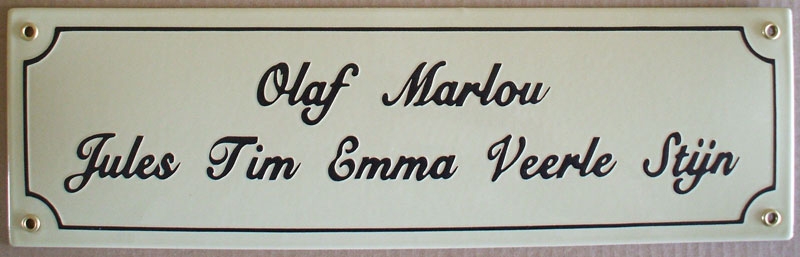 Olaf Marlou
Jules Tim Emma Veerle Stijn